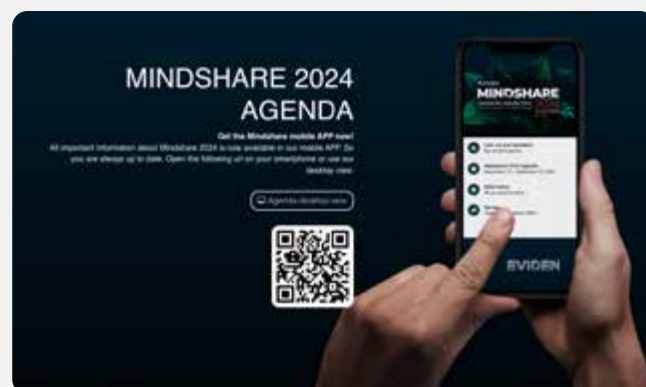 MINDSHARE 2024
AGENDA
Get the Mindshare mobile APP now!
All important information about Mindshare 2024 is now available in our mobile APP. So
you are always up to date. Open the following url on your smartphone or use our
desktop view.
Agenda desktop view
MINDSHARE
EVIDEN